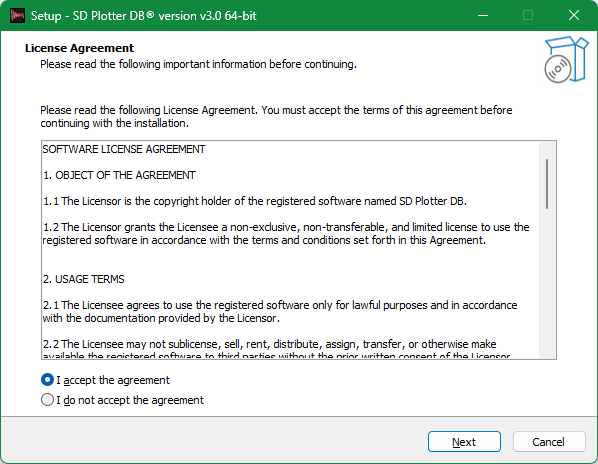 Setup - SD Plotter DB® version v3.0 64-bit
License Agreement
Please read the following important information before continuing.
Please read the following License Agreement. You must accept the terms of this agreement before
continuing with the installation.
SOFTWARE LICENSE AGREEMENT
1. OBJECT OF THE AGREEMENT
1.1 The Licensor is the copyright holder of the registered software named SD Plotter DB.
1.2 The Licensor grants the Licensee a non-exclusive, non-transferable, and limited license to use the
registered software in accordance with the terms and conditions set forth in this Agreement.
2. USAGE TERMS
2.1 The Licensee agrees to use the registered software only for lawful purposes and in accordance
with the documentation provided by the Licensor.
2.2 The Licensee may not sublicense, sell, rent, distribute, assign, transfer, or otherwise make
available the registered software to third parties without the prior written consent of the Licensor.
I accept the agreement
I do not accept the agreement
Next
Cancel